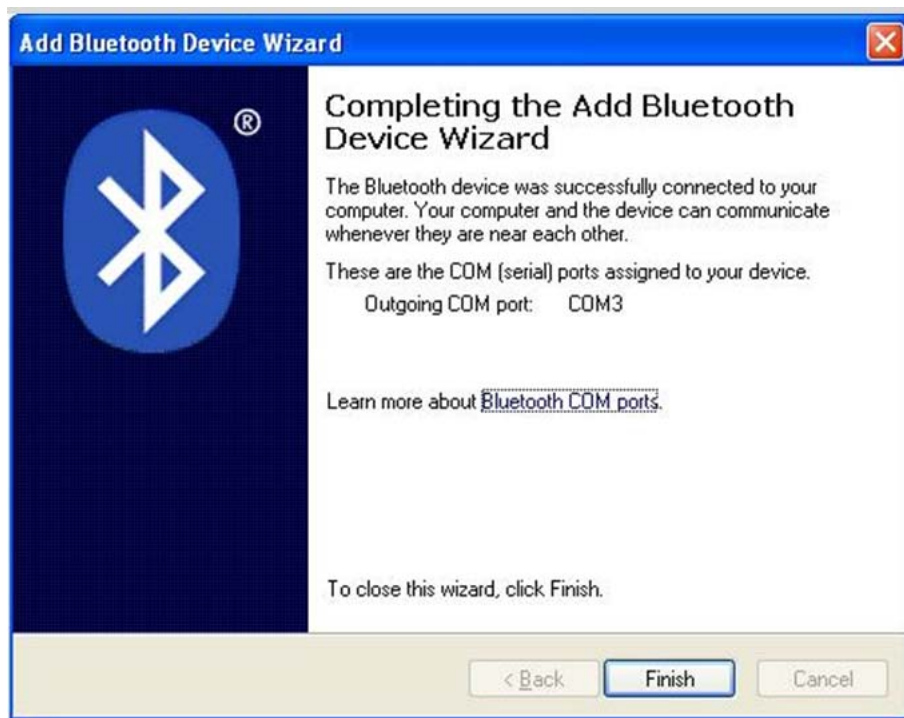 Add Bluetooth Device Wizard
®
Completing the Add Bluetooth
Device Wizard
The Bluetooth device was successfully connected to your
computer. Your computer and the device can communicate
whenever they are near each other.
These are the COM (serial) ports assigned to your device.
Outgoing COM port: COM3
Learn more about Bluetooth COM ports.
To close this wizard, click Finish.
< Back Finish Cancel